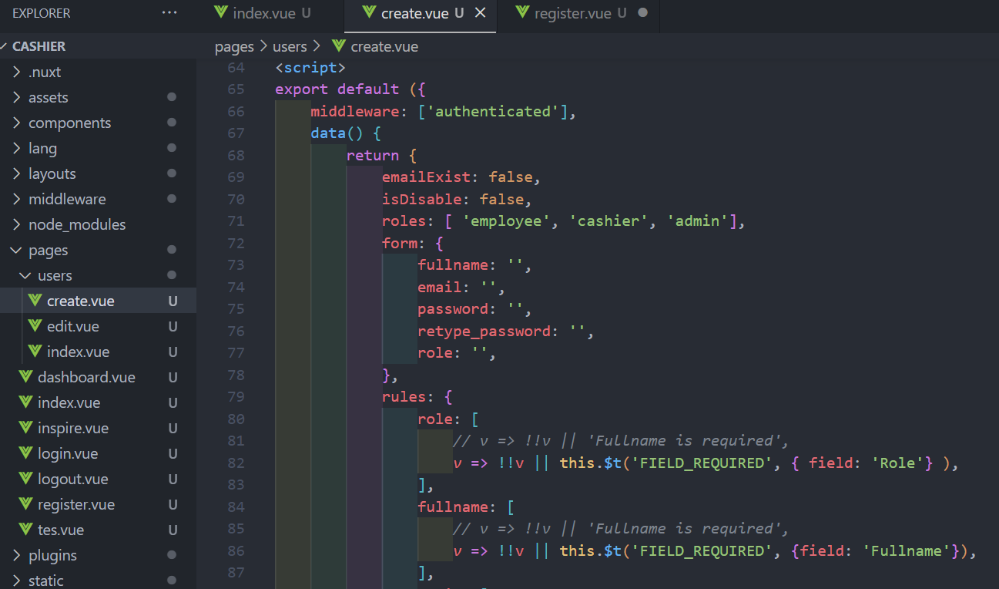 EXPLORER ...
index.vue U
create.vue U
register.vue U
CASHIER
pages > users > create.vue
.nuxt
assets
components
lang
layouts
middleware
node_modules
pages
users
create.vue U
edit.vue U
index.vue U
dashboard.vue U
index.vue U
inspire.vue U
login.vue U
logout.vue U
register.vue U
tes.vue U
plugins
static
64 <script>
65 export default ({
66 middleware: ['authenticated'],
67 data() {
68 return {
69 emailExist: false,
70 isDisable: false,
71 roles: [ 'employee', 'cashier', 'admin'],
72 form: {
73 fullname: '',
74 email: '',
75 password: '',
76 retype_password: '',
77 role: '',
78 },
79 rules: {
80 role: [
81 // v => !!v || 'Fullname is required',
82 v => !!v || this.$t('FIELD_REQUIRED', { field: 'Role'} ),
83 ],
84 fullname: [
85 // v => !!v || 'Fullname is required',
86 v => !!v || this.$t('FIELD_REQUIRED', {field: 'Fullname'}),
87 ],